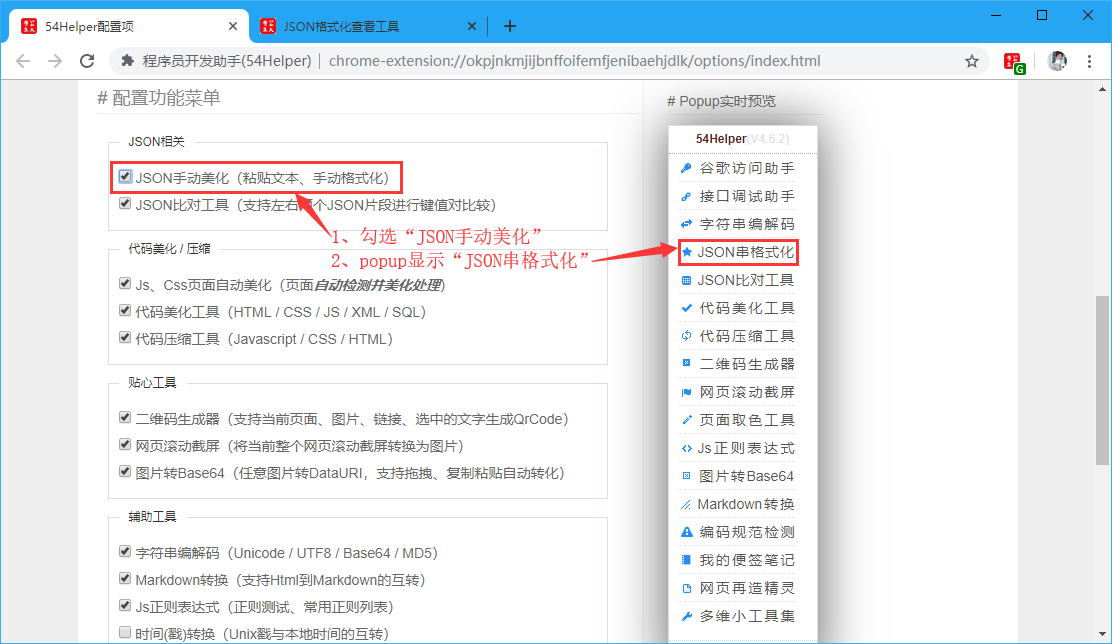 54Helper配置项
JSON格式化查看工具
程序员开发助手(54Helper)
chrome-extension://okpjnkmjijbnffoifemfjenibaehjdlk/options/index.html
G
# 配置功能菜单
JSON相关
JSON手动美化（粘贴文本、手动格式化）
JSON比对工具（支持左右两个JSON片段进行键值对比较）
1、勾选“JSON手动美化”
2、popup显示“JSON串格式化”
代码美化 / 压缩
Js、Css页面自动美化（页面自动检测并美化处理）
代码美化工具（HTML / CSS / JS / XML / SQL）
代码压缩工具（Javascript / CSS / HTML）
贴心工具
二维码生成器（支持当前页面、图片、链接、选中的文字生成QrCode）
网页滚动截屏（将当前整个网页滚动截屏转换为图片）
图片转Base64（任意图片转DataURI，支持拖拽、复制粘贴自动转化）
辅助工具
字符串编解码（Unicode / UTF8 / Base64 / MD5）
Markdown转换（支持Html到Markdown的互转）
Js正则表达式（正则测试、常用正则列表）
时间(戳)转换（Unix戳与本地时间的互转）
# Popup实时预览
54Helper(V4.6.2)
谷歌访问助手
接口调试助手
字符串编解码
JSON串格式化
JSON比对工具
代码美化工具
代码压缩工具
二维码生成器
网页滚动截屏
页面取色工具
Js正则表达式
图片转Base64
Markdown转换
编码规范检测
我的便签笔记
网页再造精灵
多维小工具集